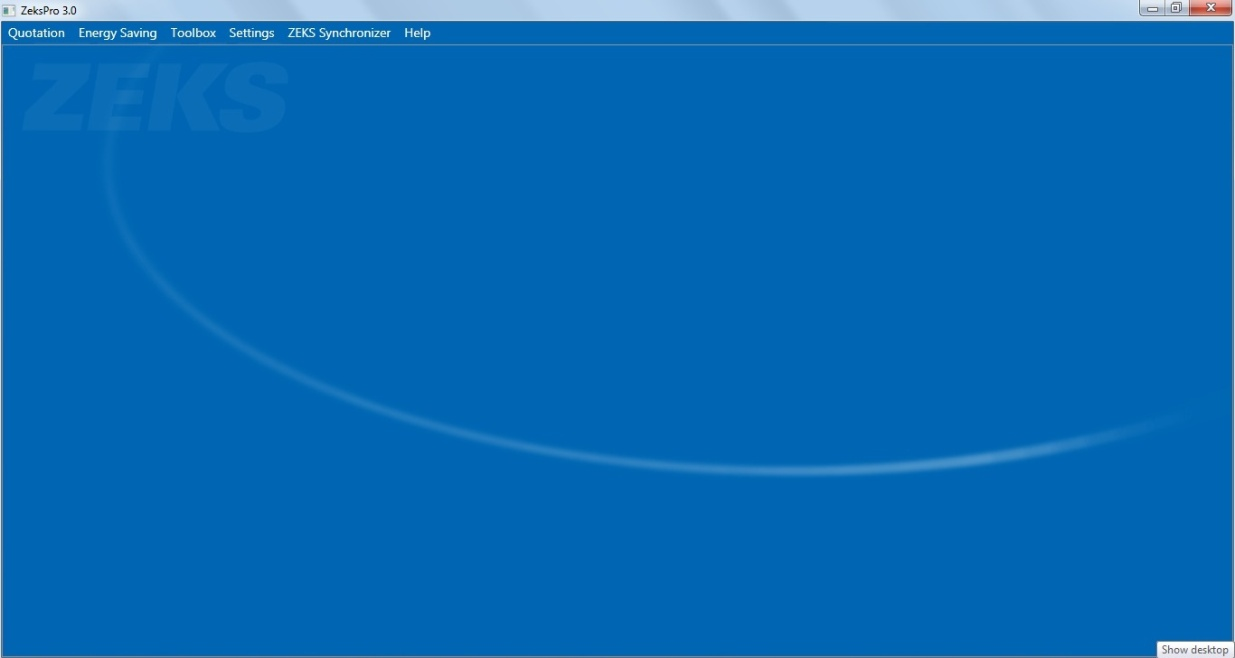 ZeksPro 3.0
Quotation Energy Saving Toolbox Settings ZEKS Synchronizer Help
ZEKS
Show desktop